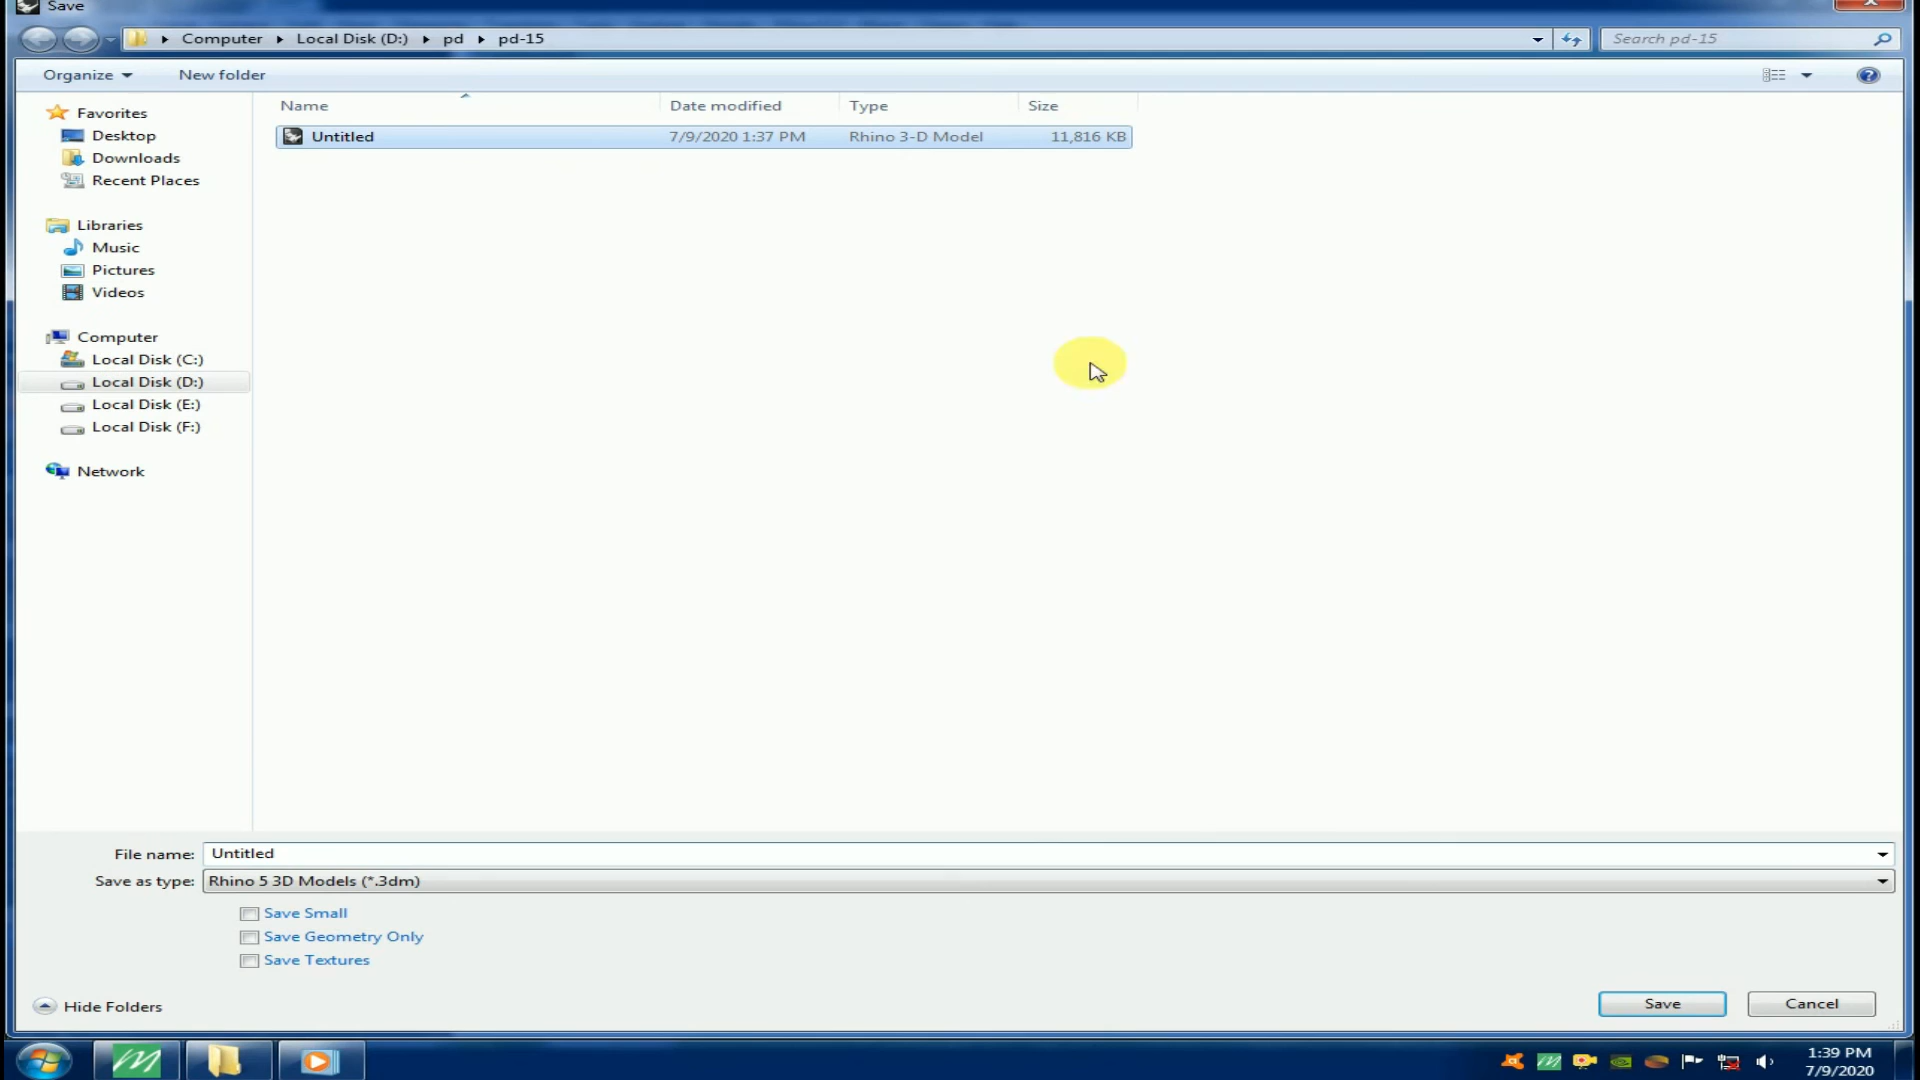 Save
Computer Local Disk (D:) pd pd-15
Search pd-15
Organize New folder
Name Date modified Type Size
Untitled 7/9/2020 1:37 PM Rhino 3-D Model 11,816 KB
Favorites
Desktop
Downloads
Recent Places
Libraries
Music
Pictures
Videos
Computer
Local Disk (C:)
Local Disk (D:)
Local Disk (E:)
Local Disk (F:)
Network
File name: Untitled
Save as type: Rhino 5 3D Models (*.3dm)
Save Small
Save Geometry Only
Save Textures
Hide Folders
Save Cancel
1:39 PM
7/9/2020